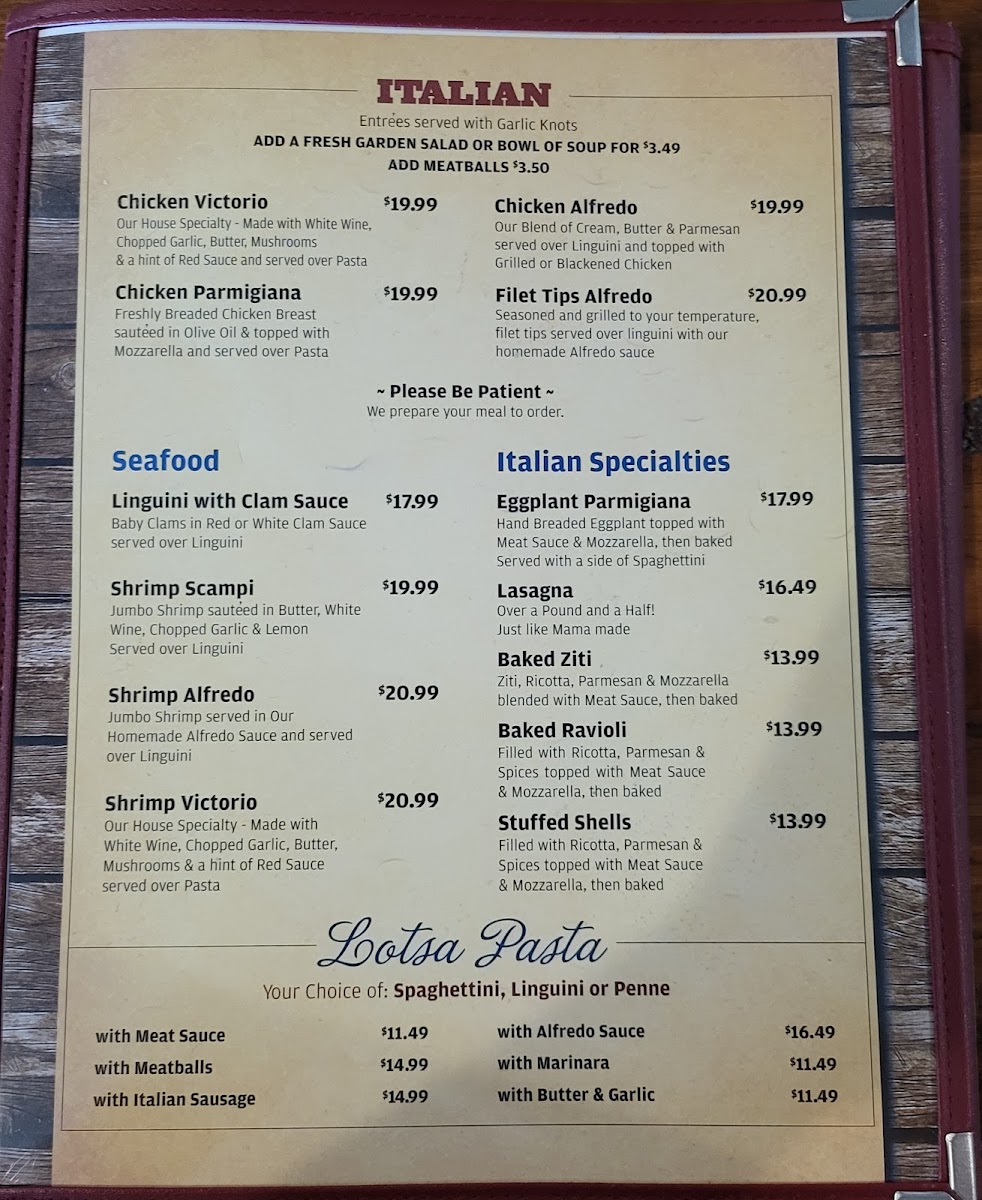 ITALIAN
Entrées served with Garlic Knots
ADD A FRESH GARDEN SALAD OR BOWL OF SOUP FOR $3.49
ADD MEATBALLS $3.50
Chicken Victorio $19.99
Our House Specialty - Made with White Wine,
Chopped Garlic, Butter, Mushrooms
& a hint of Red Sauce and served over Pasta
Chicken Parmigiana $19.99
Freshly Breaded Chicken Breast
sautéed in Olive Oil & topped with
Mozzarella and served over Pasta
Chicken Alfredo $19.99
Our Blend of Cream, Butter & Parmesan
served over Linguini and topped with
Grilled or Blackened Chicken
Filet Tips Alfredo $20.99
Seasoned and grilled to your temperature,
filet tips served over linguini with our
homemade Alfredo sauce
~ Please Be Patient ~
We prepare your meal to order.
Seafood
Linguini with Clam Sauce $17.99
Baby Clams in Red or White Clam Sauce
served over Linguini
Shrimp Scampi $19.99
Jumbo Shrimp sautéed in Butter, White
Wine, Chopped Garlic & Lemon
Served over Linguini
Shrimp Alfredo $20.99
Jumbo Shrimp served in Our
Homemade Alfredo Sauce and served
over Linguini
Shrimp Victorio $20.99
Our House Specialty - Made with
White Wine, Chopped Garlic, Butter,
Mushrooms & a hint of Red Sauce
served over Pasta
Italian Specialties
Eggplant Parmigiana $17.99
Hand Breaded Eggplant topped with
Meat Sauce & Mozzarella, then baked
Served with a side of Spaghettini
Lasagna $16.49
Over a Pound and a Half!
Just like Mama made
Baked Ziti $13.99
Ziti, Ricotta, Parmesan & Mozzarella
blended with Meat Sauce, then baked
Baked Ravioli $13.99
Filled with Ricotta, Parmesan &
Spices topped with Meat Sauce
& Mozzarella, then baked
Stuffed Shells $13.99
Filled with Ricotta, Parmesan &
Spices topped with Meat Sauce
& Mozzarella, then baked
Lotsa Pasta
Your Choice of: Spaghettini, Linguini or Penne
with Meat Sauce $11.49
with Meatballs $14.99
with Italian Sausage $14.99
with Alfredo Sauce $16.49
with Marinara $11.49
with Butter & Garlic $11.49